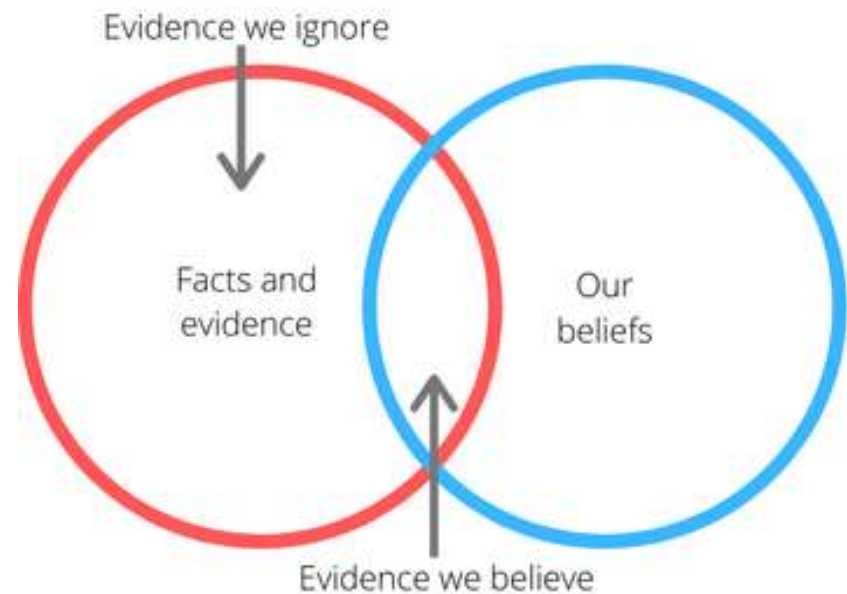 Evidence we ignore
Facts and
evidence
Our
beliefs
Evidence we believe